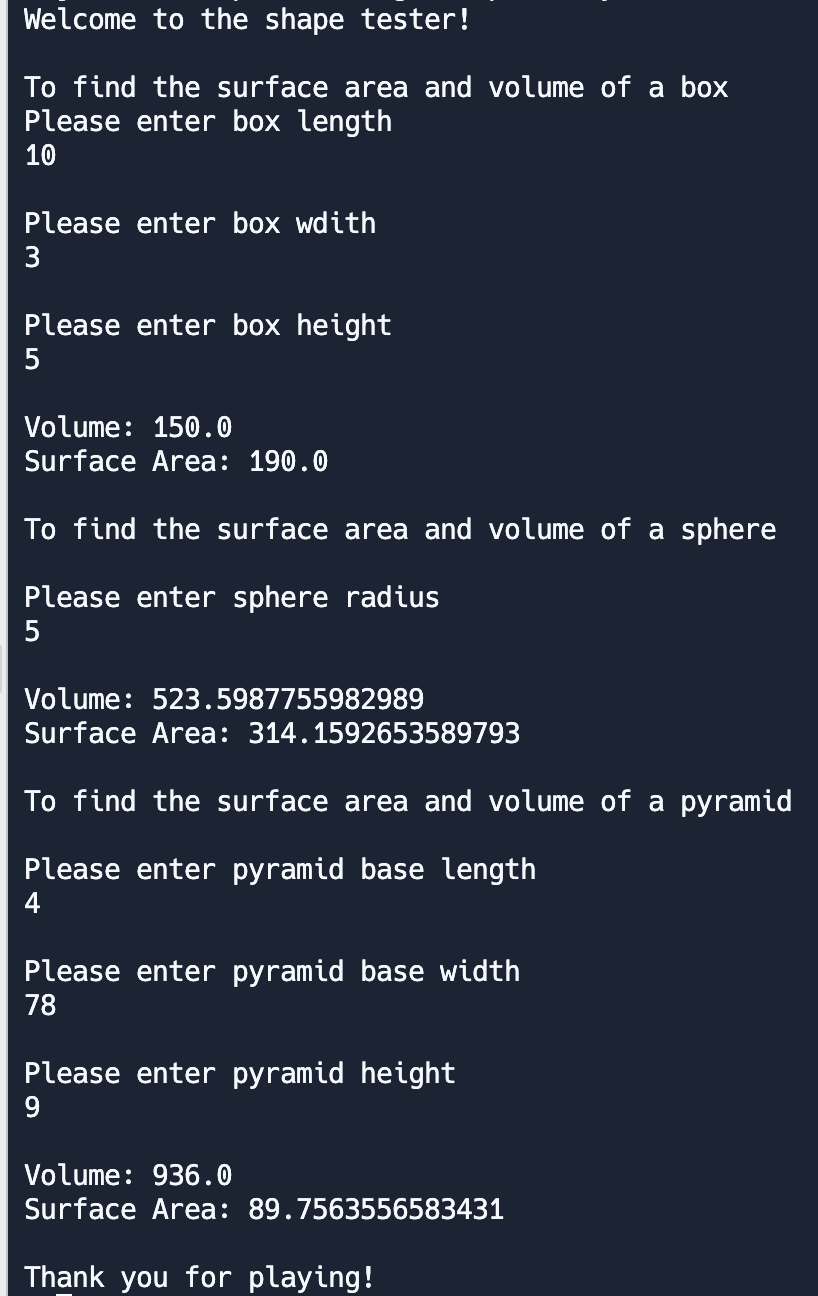 Welcome to the shape tester!
To find the surface area and volume of a box
Please enter box length
10
Please enter box wdith
3
Please enter box height
5
Volume: 150.0
Surface Area: 190.0
To find the surface area and volume of a sphere
Please enter sphere radius
5
Volume: 523.5987755982989
Surface Area: 314.1592653589793
To find the surface area and volume of a pyramid
Please enter pyramid base length
4
Please enter pyramid base width
78
Please enter pyramid height
9
Volume: 936.0
Surface Area: 89.7563556583431
Thank you for playing!